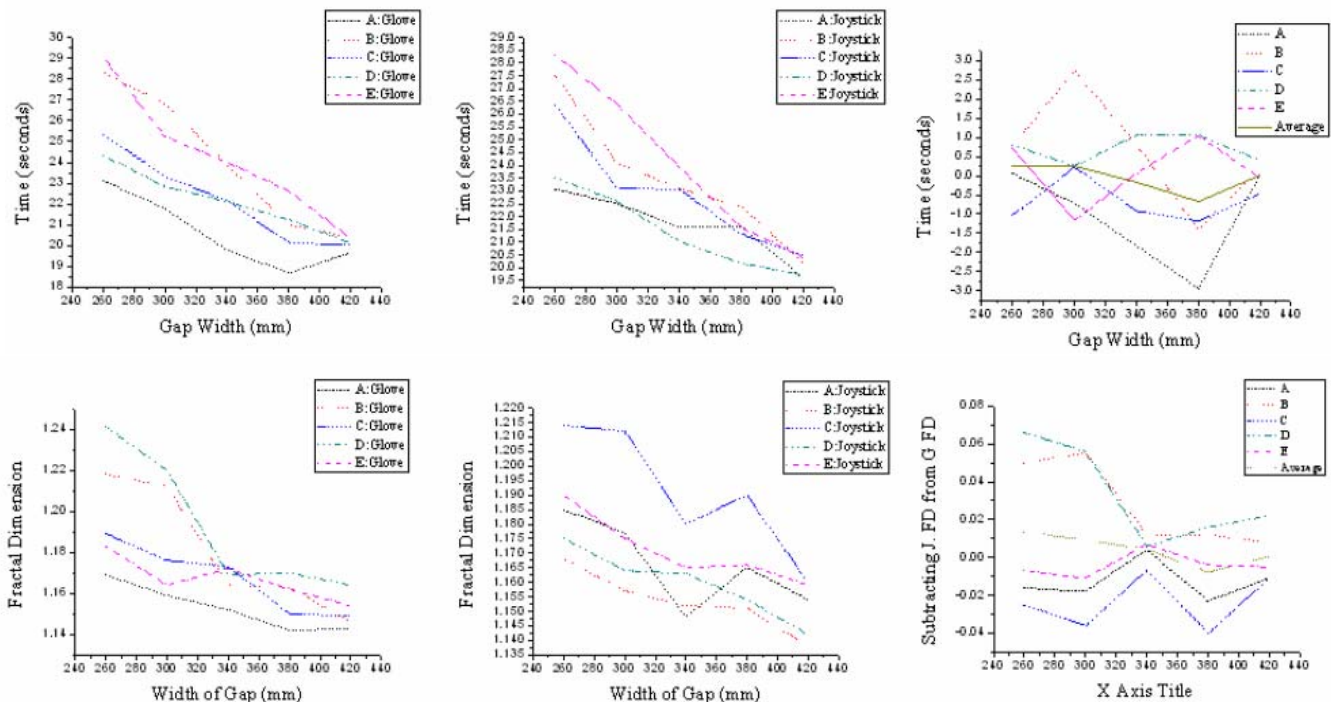 A:Glove
B:Glove
C:Glove
D:Glove
E:Glove
30
29
28
27
26
25
24
23
22
21
20
19
18
Time (seconds)
240 260 280 300 320 340 360 380 400 420 440
Gap Width (mm)
A:Joystick
B:Joystick
C:Joystick
D:Joystick
E:Joystick
29.0
28.5
28.0
27.5
27.0
26.5
26.0
25.5
25.0
24.5
24.0
23.5
23.0
22.5
22.0
21.5
21.0
20.5
20.0
19.5
Time (seconds)
240 260 280 300 320 340 360 380 400 420 440
Gap Width (mm)
A
B
C
D
E
Average
3.0
2.5
2.0
1.5
1.0
0.5
0.0
-0.5
-1.0
-1.5
-2.0
-2.5
-3.0
Time (seconds)
240 260 280 300 320 340 360 380 400 420 440
Gap Width (mm)
A:Glove
B:Glove
C:Glove
D:Glove
E:Glove
1.24
1.22
1.20
1.18
1.16
1.14
Fractal Dimension
240 260 280 300 320 340 360 380 400 420 440
Width of Gap (mm)
A:Joystick
B:Joystick
C:Joystick
D:Joystick
E:Joystick
1.220
1.215
1.210
1.205
1.200
1.195
1.190
1.185
1.180
1.175
1.170
1.165
1.160
1.155
1.150
1.145
1.140
1.135
Fractal Dimension
240 260 280 300 320 340 360 380 400 420 440
Width of Gap (mm)
A
B
C
D
E
Average
0.08
0.06
0.04
0.02
0.00
-0.02
-0.04
Subtracting J. FD from G FD
240 260 280 300 320 340 360 380 400 420 440
X Axis Title